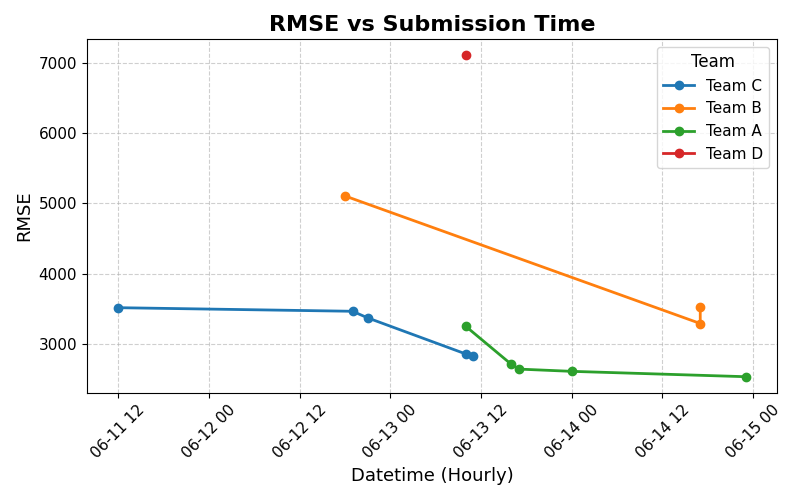 RMSE vs Submission Time
Team
Team C
Team B
Team A
Team D
RMSE
7000
6000
5000
4000
3000
06-11 12
06-12 00
06-12 12
06-13 00
06-13 12
06-14 00
06-14 12
06-15 00
Datetime (Hourly)